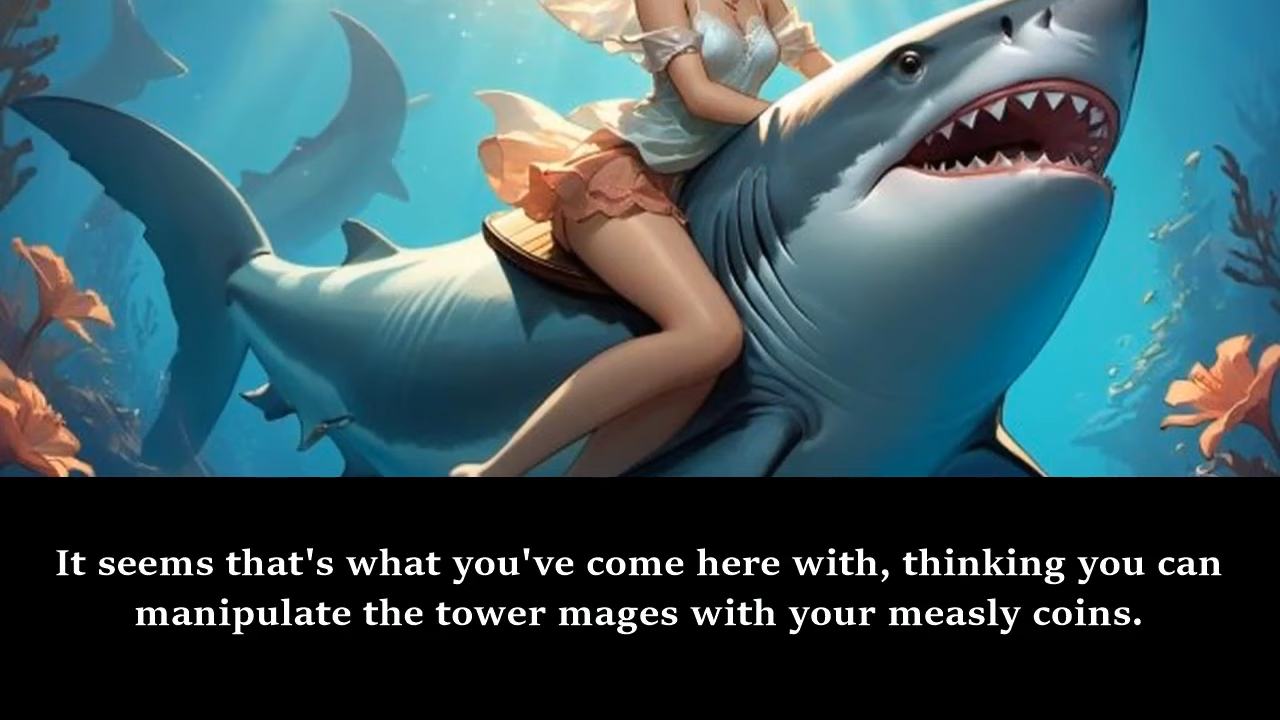 It seems that's what you've come here with, thinking you can
manipulate the tower mages with your measly coins.